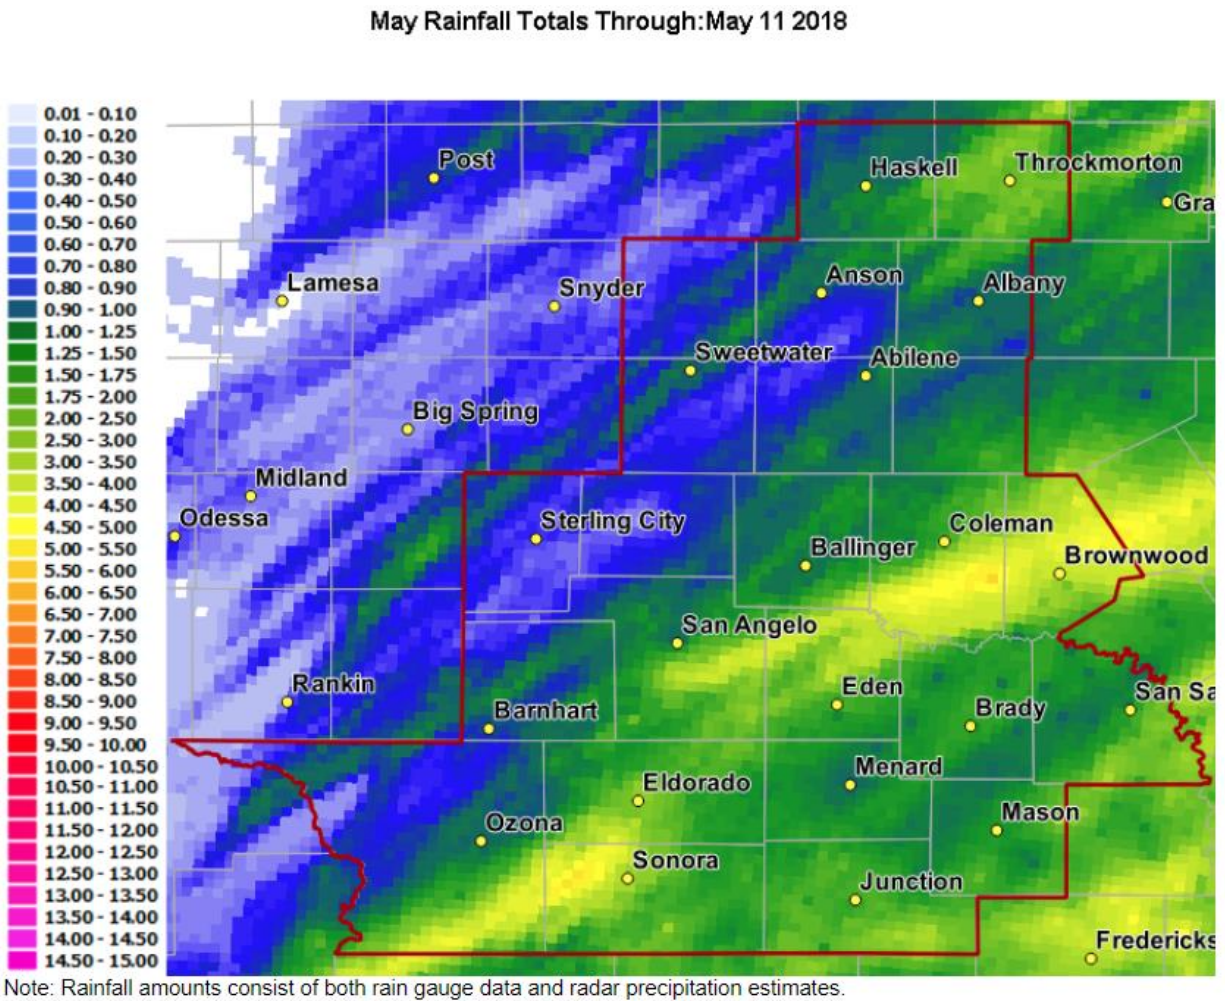 May Rainfall Totals Through:May 11 2018
0.01 - 0.10
0.10 - 0.20
0.20 - 0.30
0.30 - 0.40
0.40 - 0.50
0.50 - 0.60
0.60 - 0.70
0.70 - 0.80
0.80 - 0.90
0.90 - 1.00
1.00 - 1.25
1.25 - 1.50
1.50 - 1.75
1.75 - 2.00
2.00 - 2.50
2.50 - 3.00
3.00 - 3.50
3.50 - 4.00
4.00 - 4.50
4.50 - 5.00
5.00 - 5.50
5.50 - 6.00
6.00 - 6.50
6.50 - 7.00
7.00 - 7.50
7.50 - 8.00
8.00 - 8.50
8.50 - 9.00
9.00 - 9.50
9.50 - 10.00
10.00 - 10.50
10.50 - 11.00
11.00 - 11.50
11.50 - 12.00
12.00 - 12.50
12.50 - 13.00
13.00 - 13.50
13.50 - 14.00
14.00 - 14.50
14.50 - 15.00
Post
Haskell
Throckmorton
Gra
Lamesa
Snyder
Anson
Albany
Sweetwater
Abilene
Big Spring
Midland
Odessa
Sterling City
Coleman
Ballinger
Brownwood
San Angelo
Rankin
Barnhart
Eden
Brady
San Sa
Eldorado
Menard
Ozona
Mason
Sonora
Junction
Fredericks
Note: Rainfall amounts consist of both rain gauge data and radar precipitation estimates.